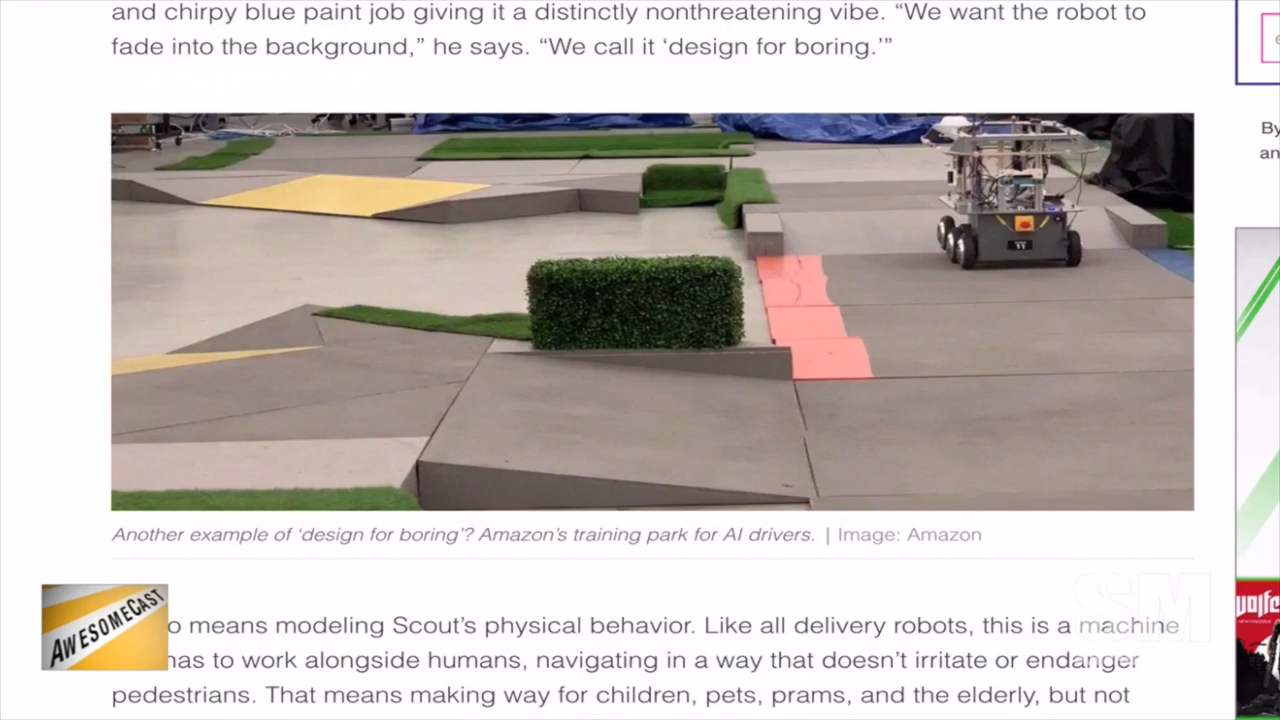 and chirpy blue paint job giving it a distinctly nonthreatening vibe. “We want the robot to
fade into the background,” he says. “We call it ‘design for boring.’”
By
an
Another example of ‘design for boring’? Amazon’s training park for AI drivers. | Image: Amazon
AWESOMECAST
SM
o means modeling Scout’s physical behavior. Like all delivery robots, this is a machine
has to work alongside humans, navigating in a way that doesn’t irritate or endanger
pedestrians. That means making way for children, pets, prams, and the elderly, but not